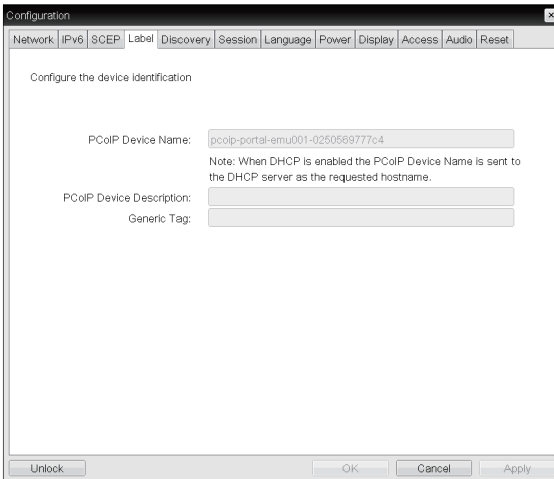 Configuration
Network IPv6 SCEP Label Discovery Session Language Power Display Access Audio Reset
Configure the device identification
PCoIP Device Name: pcoip-portal-emu001-0250569777c4
Note: When DHCP is enabled the PCoIP Device Name is sent to
the DHCP server as the requested hostname.
PCoIP Device Description:
Generic Tag:
Unlock OK Cancel Apply